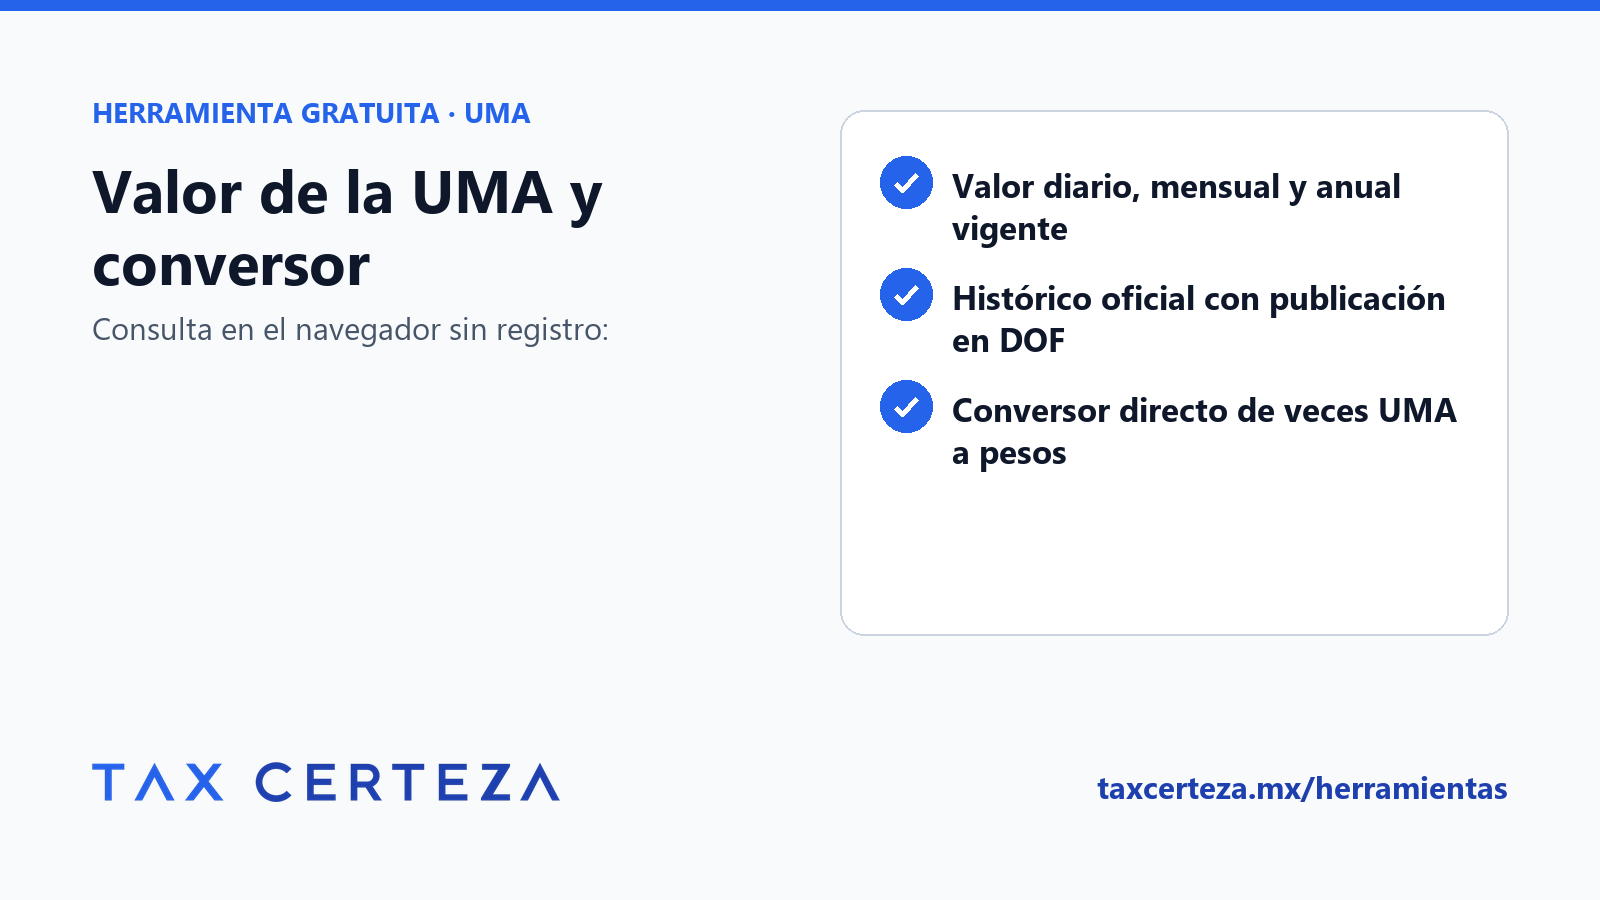 HERRAMIENTA GRATUITA · UMA
Valor de la UMA y
conversor
Consulta en el navegador sin registro:
Valor diario, mensual y anual
vigente
Histórico oficial con publicación
en DOF
Conversor directo de veces UMA
a pesos
TAX CERTEZA
taxcerteza.mx/herramientas